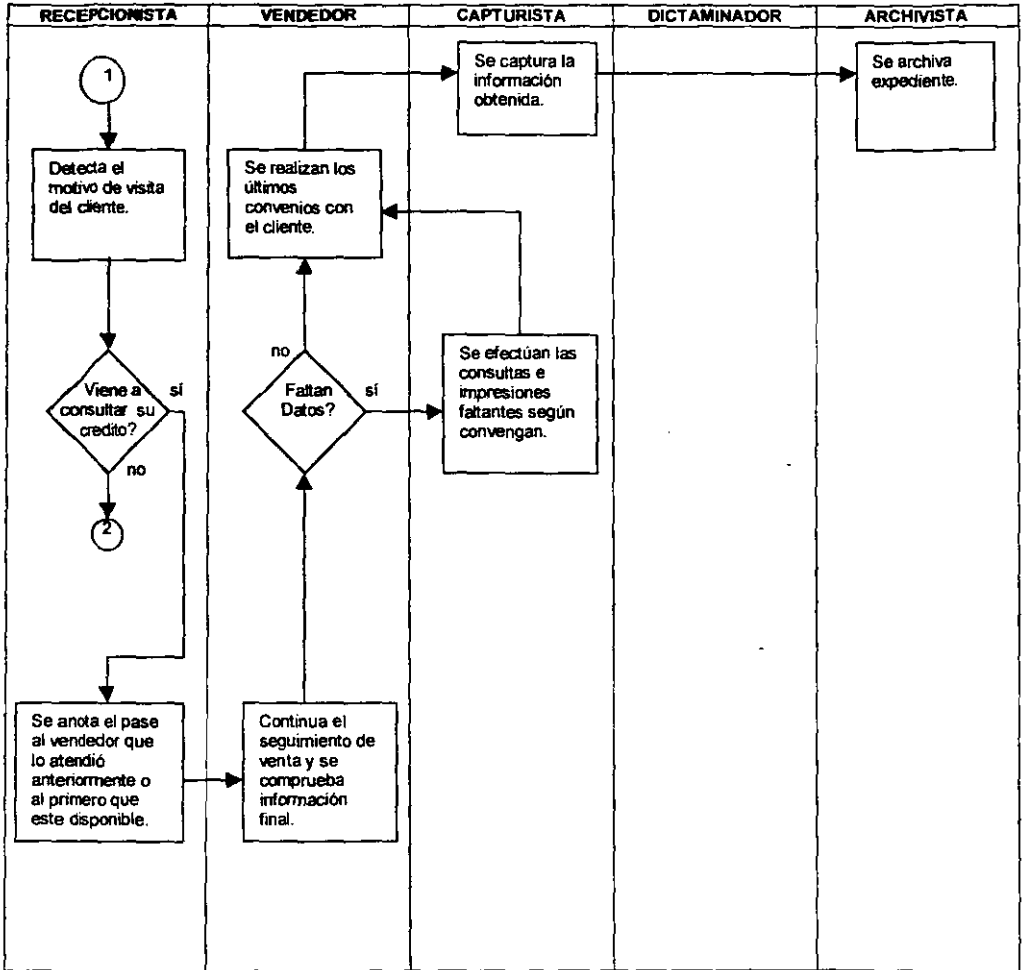 RECEPCIONISTA VENDEDOR CAPTURISTA DICTAMINADOR ARCHIVISTA
1
Detecta el
motivo de visita
del cliente.
Viene a
consultar su
credito?
sí
no
2
Se anota el pase
al vendedor que
lo atendió
anteriormente o
al primero que
este disponible.
Se realizan los
últimos
convenios con
el cliente.
no
Faltan
Datos?
sí
Continua el
seguimiento de
venta y se
comprueba
información
final.
Se captura la
información
obtenida.
Se efectúan las
consultas e
impresiones
faltantes según
convengan.
Se archiva
expediente.